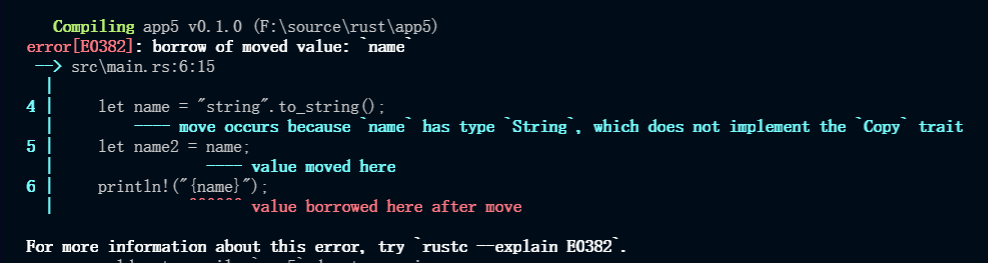 Compiling app5 v0.1.0 (F:\source\rust\app5)
error[E0382]: borrow of moved value: `name`
--> src\main.rs:6:15
|
4 | let name = "string".to_string();
| ---- move occurs because `name` has type `String`, which does not implement the `Copy` trait
5 | let name2 = name;
| ---- value moved here
6 | println!("{name}");
| ^^^^^^ value borrowed here after move
For more information about this error, try `rustc --explain E0382`.